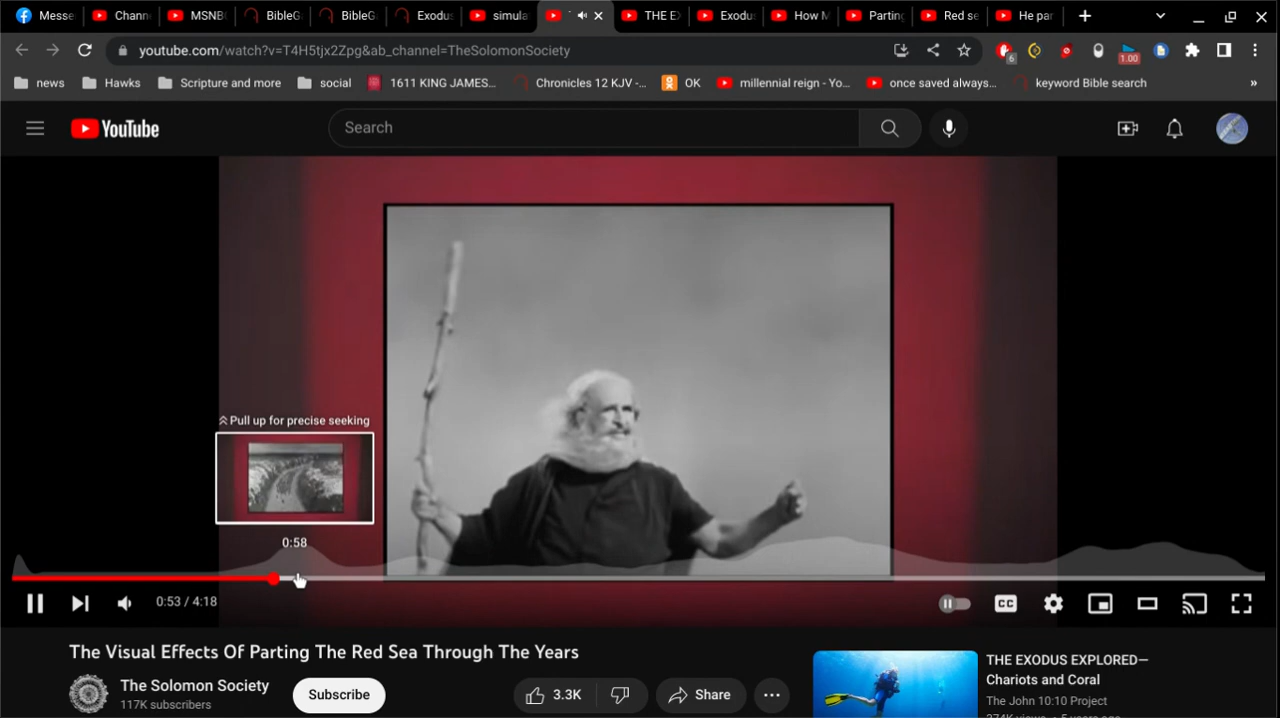 Messe
Chann
MSNB
BibleG
BibleG
Exodu
simula
THE E
Exodu
How M
Parting
Red se
He par
youtube.com/watch?v=T4H5tjx2Zpg&ab_channel=TheSolomonSociety
6
1.00
news
Hawks
Scripture and more
social
1611 KING JAMES...
Chronicles 12 KJV -...
OK
millennial reign - Yo...
once saved always...
keyword Bible search
»
YouTube
Search
Pull up for precise seeking
0:58
0:53 / 4:18
CC
The Visual Effects Of Parting The Red Sea Through The Years
The Solomon Society
117K subscribers
Subscribe
3.3K
Share
THE EXODUS EXPLORED—
Chariots and Coral
The John 10:10 Project